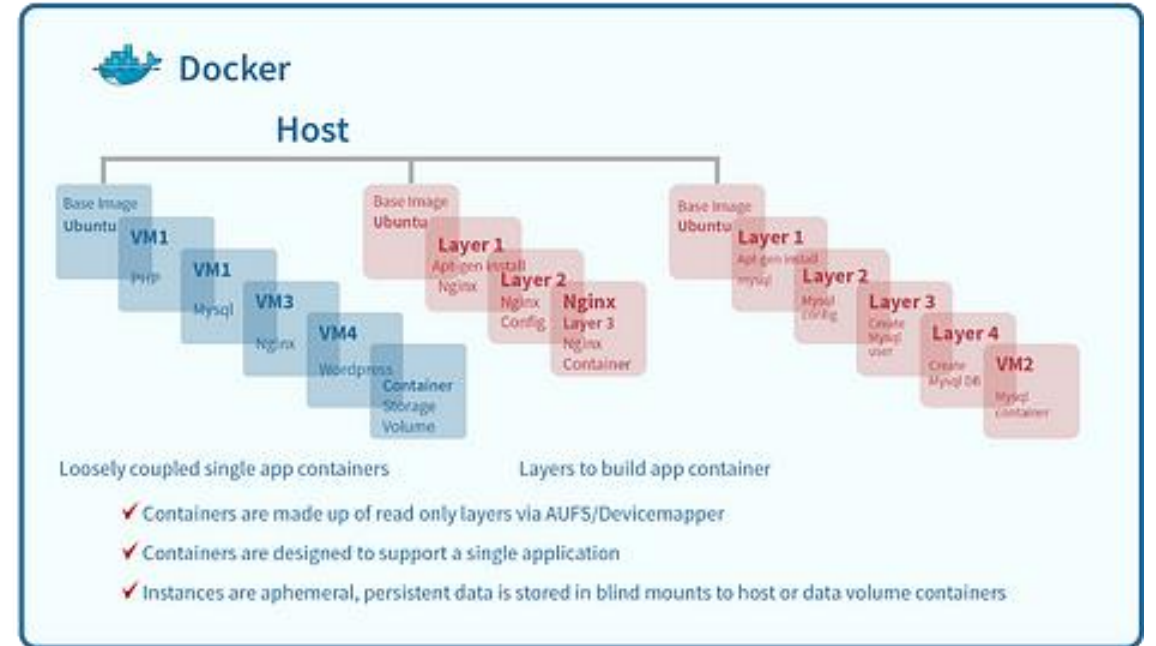 Docker
Host
Base Image
Ubuntu
VM1
PHP
VM1
Mysql
VM3
Nginx
VM4
Wordpress
Container
Storage
Volume
Base Image
Ubuntu
Layer 1
Apt-gen install
Nginx
Layer 2
Nginx
Config
Nginx
Layer 3
Nginx
Container
Base Image
Ubuntu
Layer 1
Apt-gen install
mysql
Layer 2
Mysql
config
Layer 3
Create
Mysql
user
Layer 4
Create
Mysql DB
VM2
Mysql
container
Loosely coupled single app containers
Layers to build app container
Containers are made up of read only layers via AUFS/Devicemapper
Containers are designed to support a single application
Instances are aphemeral, persistent data is stored in blind mounts to host or data volume containers